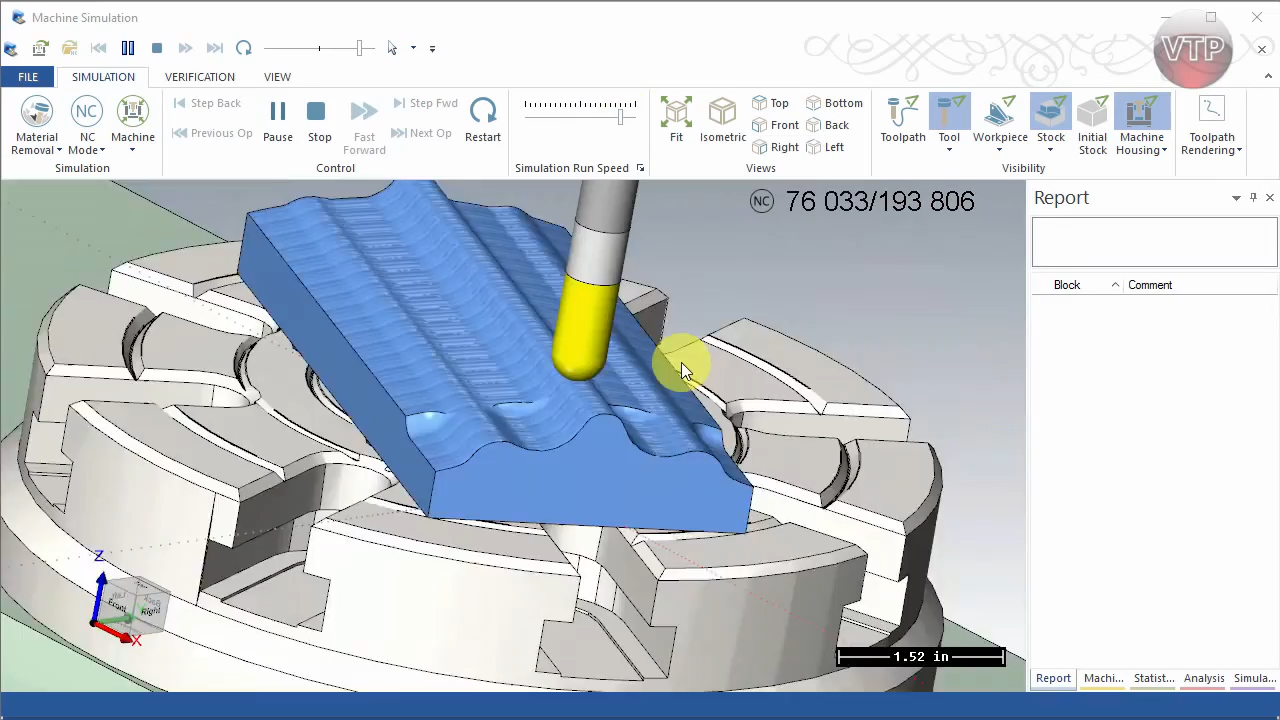 Machine Simulation
VTP
FILE SIMULATION VERIFICATION VIEW
Material Removal
NC Mode
Machine
Simulation
Step Back
Previous Op
Pause
Stop
Fast Forward
Step Fwd
Next Op
Restart
Control
Simulation Run Speed
Fit
Isometric
Top
Front
Right
Bottom
Back
Left
Views
Toolpath
Tool
Workpiece
Stock
Initial Stock
Machine Housing
Visibility
Toolpath Rendering
NC 76 033/193 806
Report
Block Comment
Z
Front
Right
X
1.52 in
Report Machi... Statist... Analysis Simula...